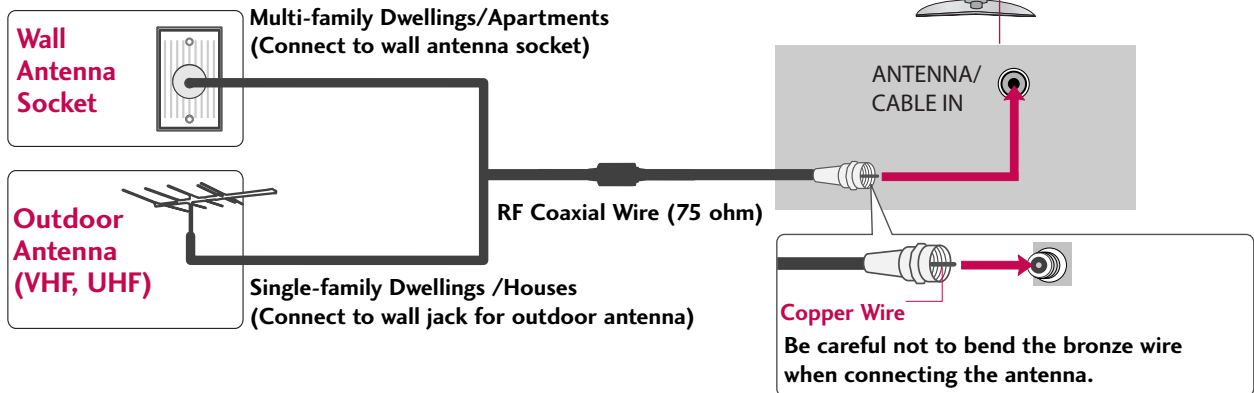 Wall
Antenna
Socket
Multi-family Dwellings/Apartments
(Connect to wall antenna socket)
ANTENNA/
CABLE IN
RF Coaxial Wire (75 ohm)
Outdoor
Antenna
(VHF, UHF)
Single-family Dwellings /Houses
(Connect to wall jack for outdoor antenna)
Copper Wire
Be careful not to bend the bronze wire
when connecting the antenna.